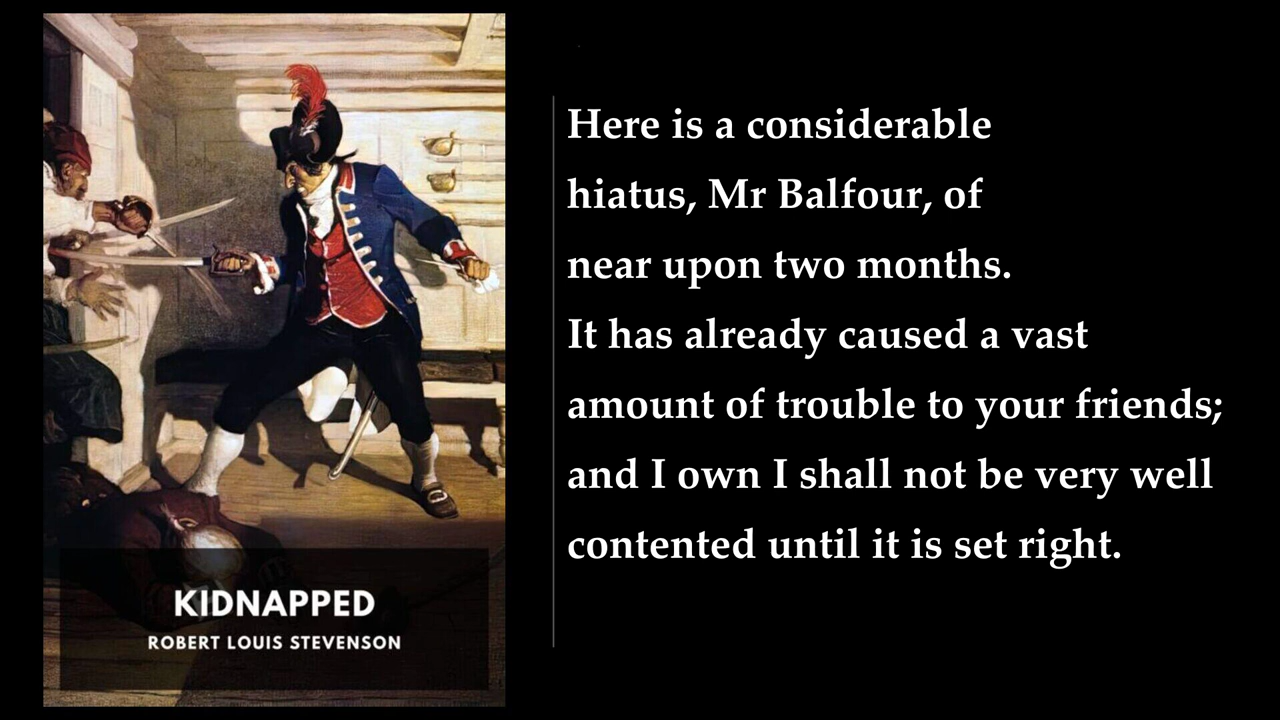 KIDNAPPED
ROBERT LOUIS STEVENSON
Here is a considerable
hiatus, Mr Balfour, of
near upon two months.
It has already caused a vast
amount of trouble to your friends;
and I own I shall not be very well
contented until it is set right.